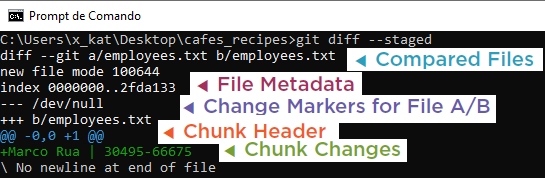 Prompt de Comando
C:\Users\x_kat\Desktop\cafes_recipes>git diff --staged
diff --git a/employees.txt b/employees.txt Compared Files
new file mode 100644
index 0000000..2fda133 File Metadata
--- /dev/null Change Markers for File A/B
+++ b/employees.txt
@@ -0,0 +1 @@ Chunk Header
+Marco Rua | 30495-66675 Chunk Changes
\ No newline at end of file